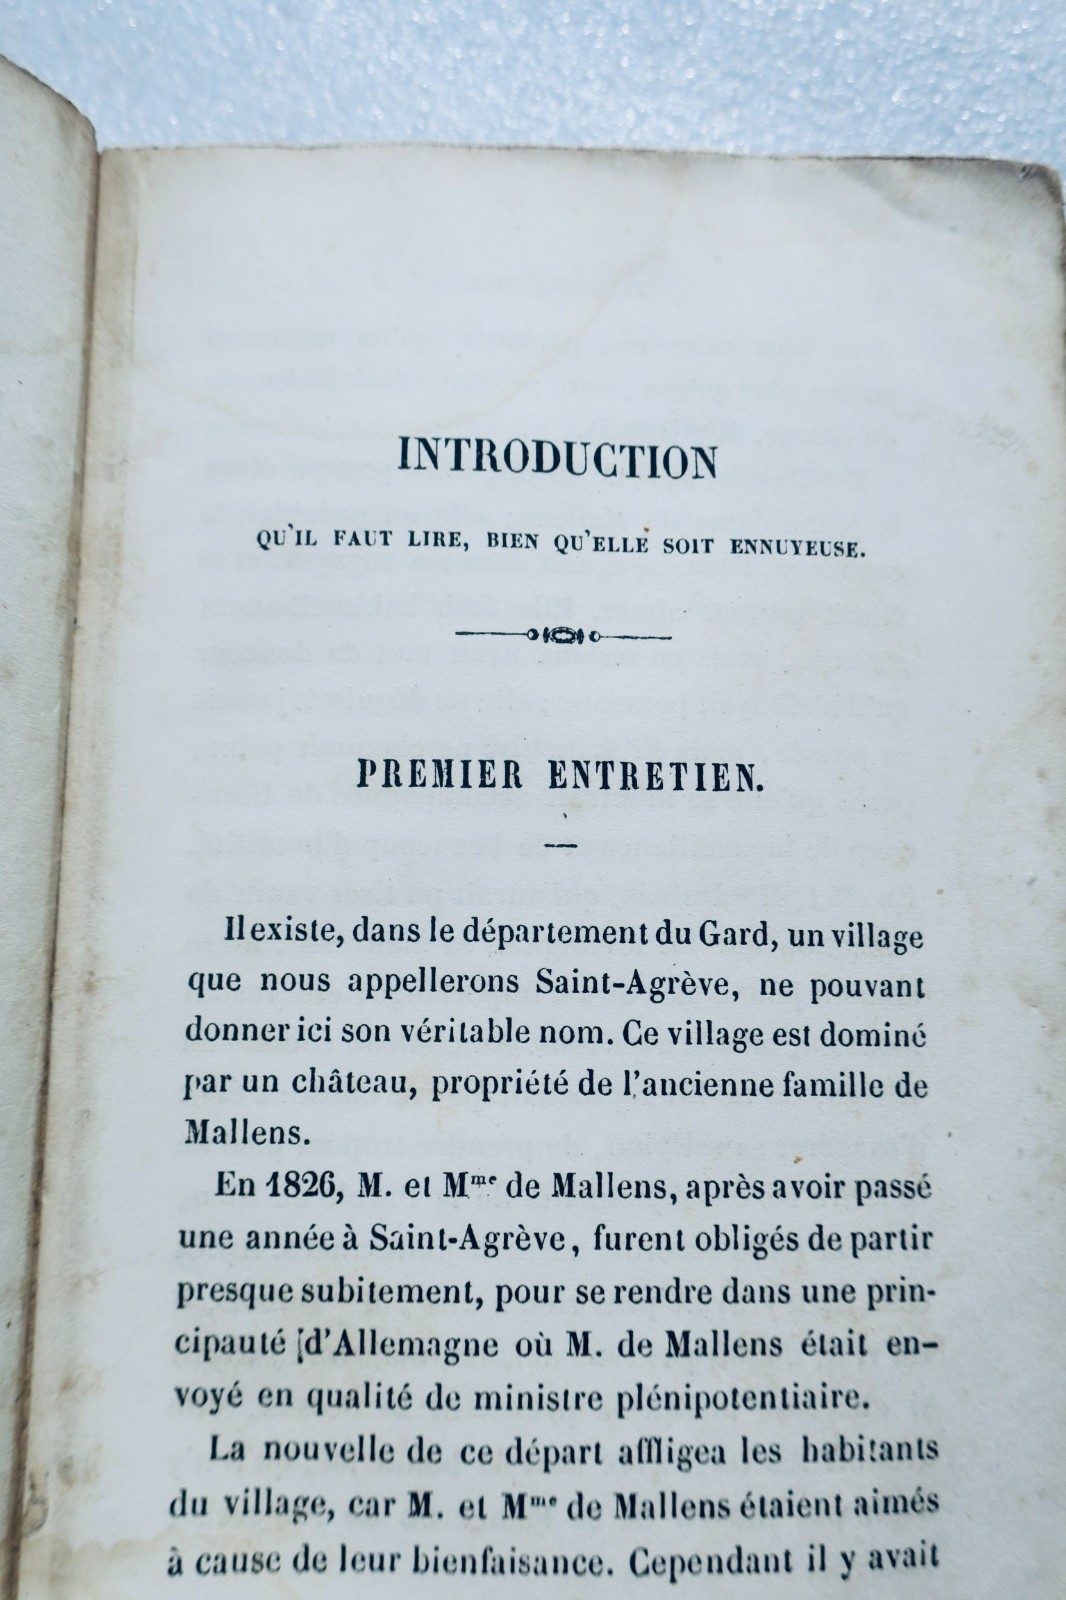 INTRODUCTION
QU'IL FAUT LIRE, BIEN QU'ELLE SOIT ENNUYEUSE.
PREMIER ENTRETIEN.
Il existe, dans le département du Gard, un village
que nous appellerons Saint-Agrève, ne pouvant
donner ici son véritable nom. Ce village est dominé
par un château, propriété de l'ancienne famille de
Mallens.
En 1826, M. et Mme de Mallens, après avoir passé
une année à Saint-Agrève, furent obligés de partir
presque subitement, pour se rendre dans une prin-
cipauté [d'Allemagne où M. de Mallens était en-
voyé en qualité de ministre plénipotentiaire.
La nouvelle de ce départ affligea les habitants
du village, car M. et Mme de Mallens étaient aimés
à cause de leur bienfaisance. Cependant il y avait